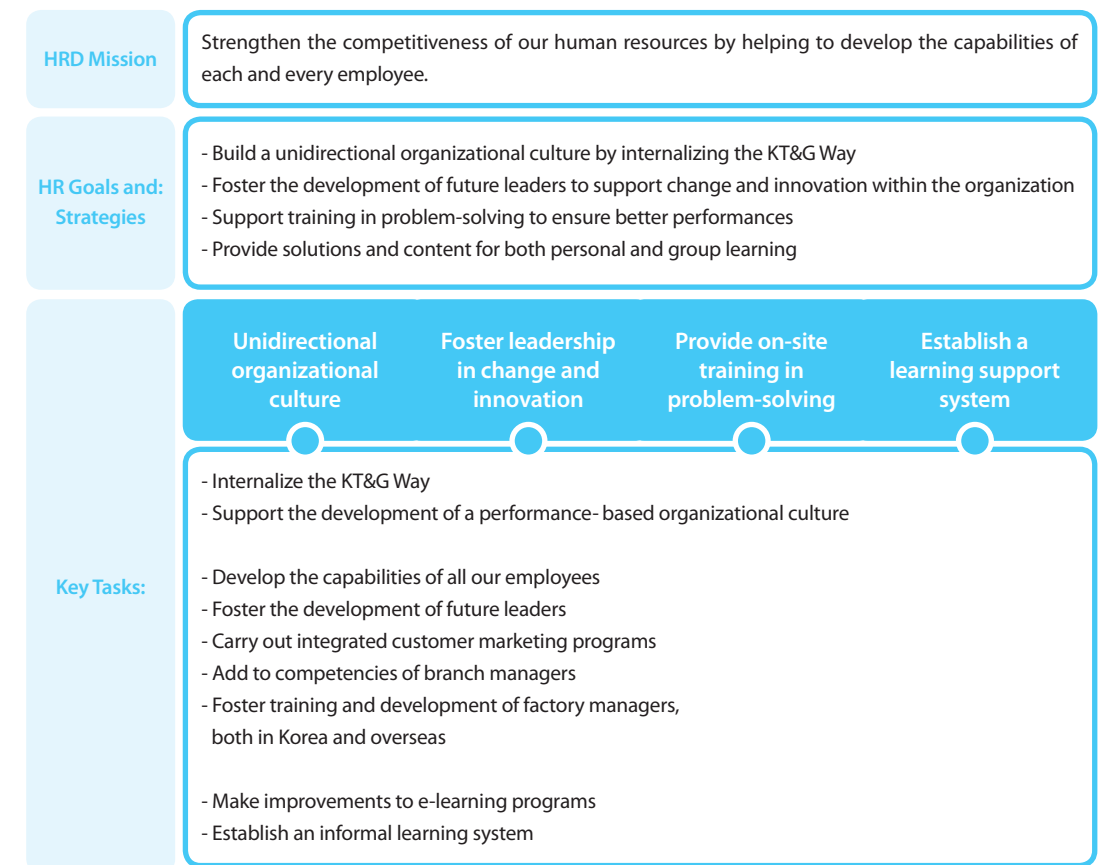 HRD Mission
Strengthen the competitiveness of our human resources by helping to develop the capabilities of
each and every employee.
HR Goals and:
Strategies
- Build a unidirectional organizational culture by internalizing the KT&G Way
- Foster the development of future leaders to support change and innovation within the organization
- Support training in problem-solving to ensure better performances
- Provide solutions and content for both personal and group learning
Key Tasks:
Unidirectional
organizational
culture
Foster leadership
in change and
innovation
Provide on-site
training in
problem-solving
Establish a
learning support
system
- Internalize the KT&G Way
- Support the development of a performance- based organizational culture
- Develop the capabilities of all our employees
- Foster the development of future leaders
- Carry out integrated customer marketing programs
- Add to competencies of branch managers
- Foster training and development of factory managers,
both in Korea and overseas
- Make improvements to e-learning programs
- Establish an informal learning system